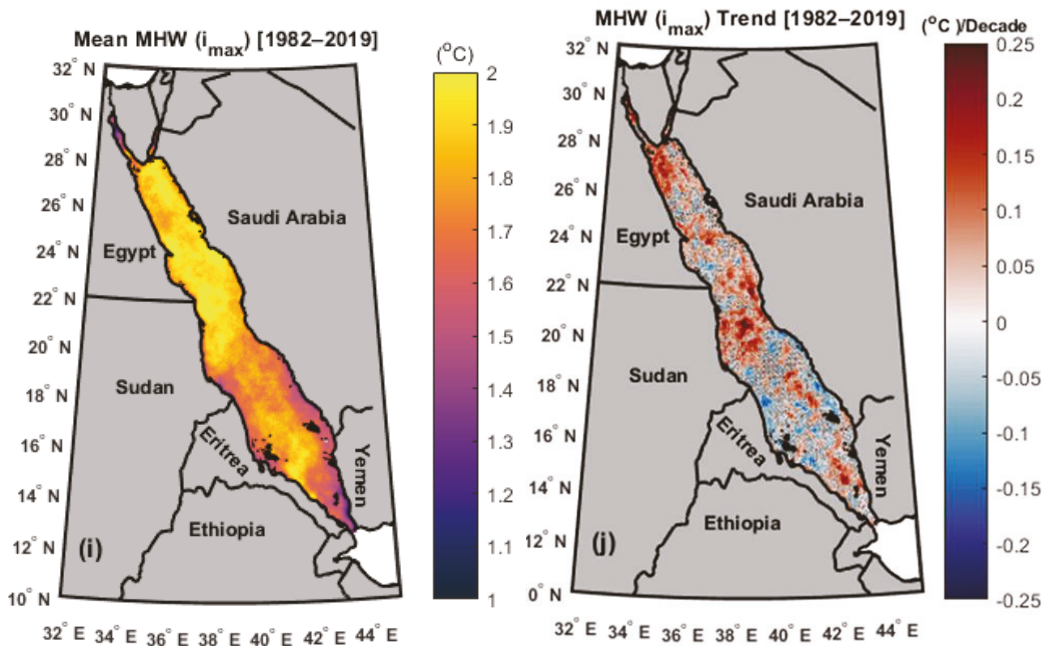 Mean MHW (i_max) [1982–2019]
(°C)
32° N
30° N
28° N
26° N
24° N
22° N
20° N
18° N
16° N
14° N
12° N
10° N
32° E 34° E 36° E 38° E 40° E 42° E 44° E
Saudi Arabia
Egypt
Sudan
Eritrea
Yemen
Ethiopia
(i)
2
1.9
1.8
1.7
1.6
1.5
1.4
1.3
1.2
1.1
1
MHW (i_max) Trend [1982–2019]
(°C)/Decade
32° N
30° N
28° N
26° N
24° N
22° N
20° N
18° N
16° N
14° N
12° N
0° N
32° E 34° E 36° E 38° E 40° E 42° E 44° E
Saudi Arabia
Egypt
Sudan
Eritrea
Yemen
Ethiopia
(j)
0.25
0.2
0.15
0.1
0.05
0
-0.05
-0.1
-0.15
-0.2
-0.25